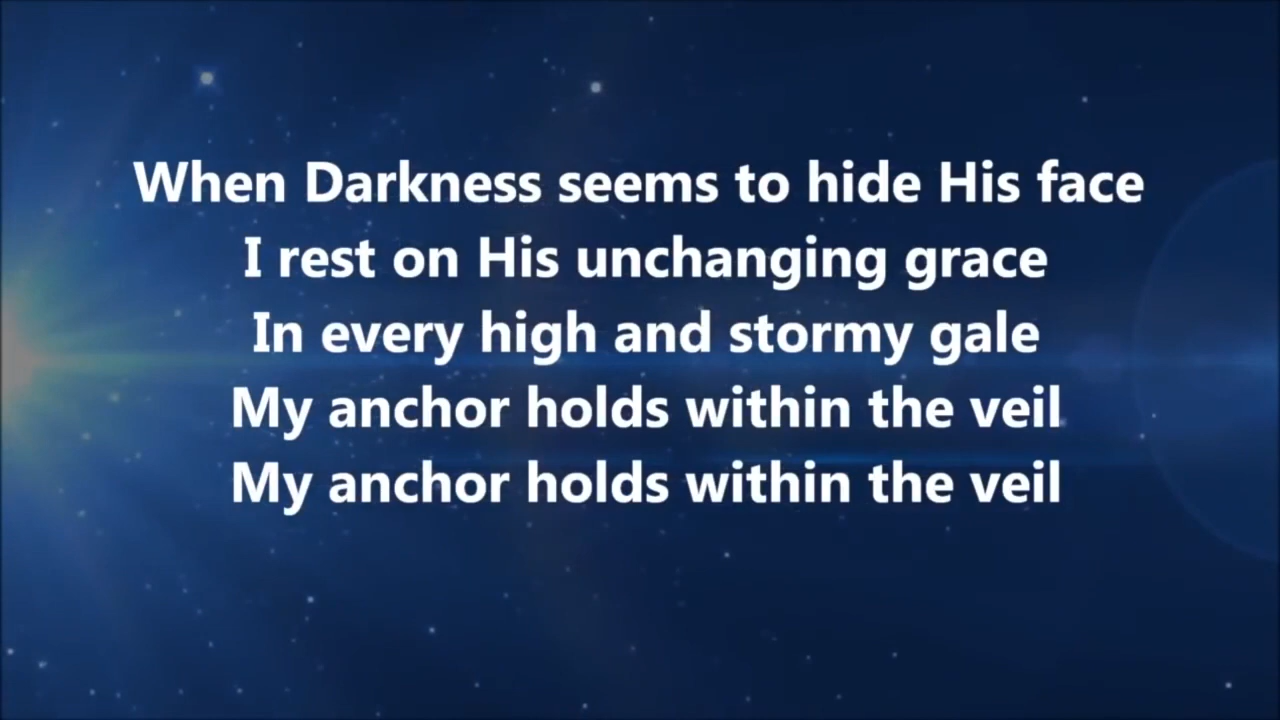 When Darkness seems to hide His face
I rest on His unchanging grace
In every high and stormy gale
My anchor holds within the veil
My anchor holds within the veil